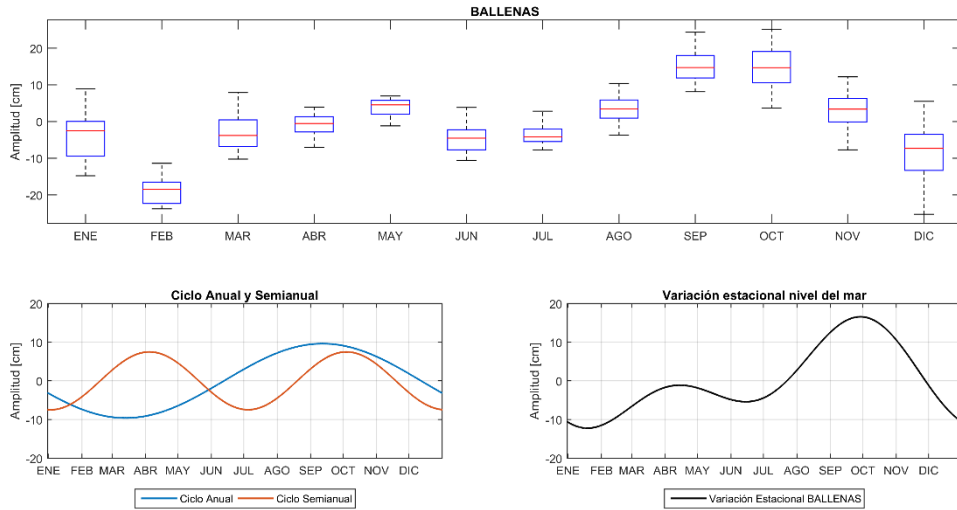 BALLENAS
Amplitud [cm]
20
10
0
-10
-20
ENE FEB MAR ABR MAY JUN JUL AGO SEP OCT NOV DIC
Ciclo Anual y Semianual
Amplitud [cm]
20
10
0
-10
-20
ENE FEB MAR ABR MAY JUN JUL AGO SEP OCT NOV DIC
Ciclo Anual Ciclo Semianual
Variación estacional nivel del mar
Amplitud [cm]
20
10
0
-10
-20
ENE FEB MAR ABR MAY JUN JUL AGO SEP OCT NOV DIC
Variación Estacional BALLENAS